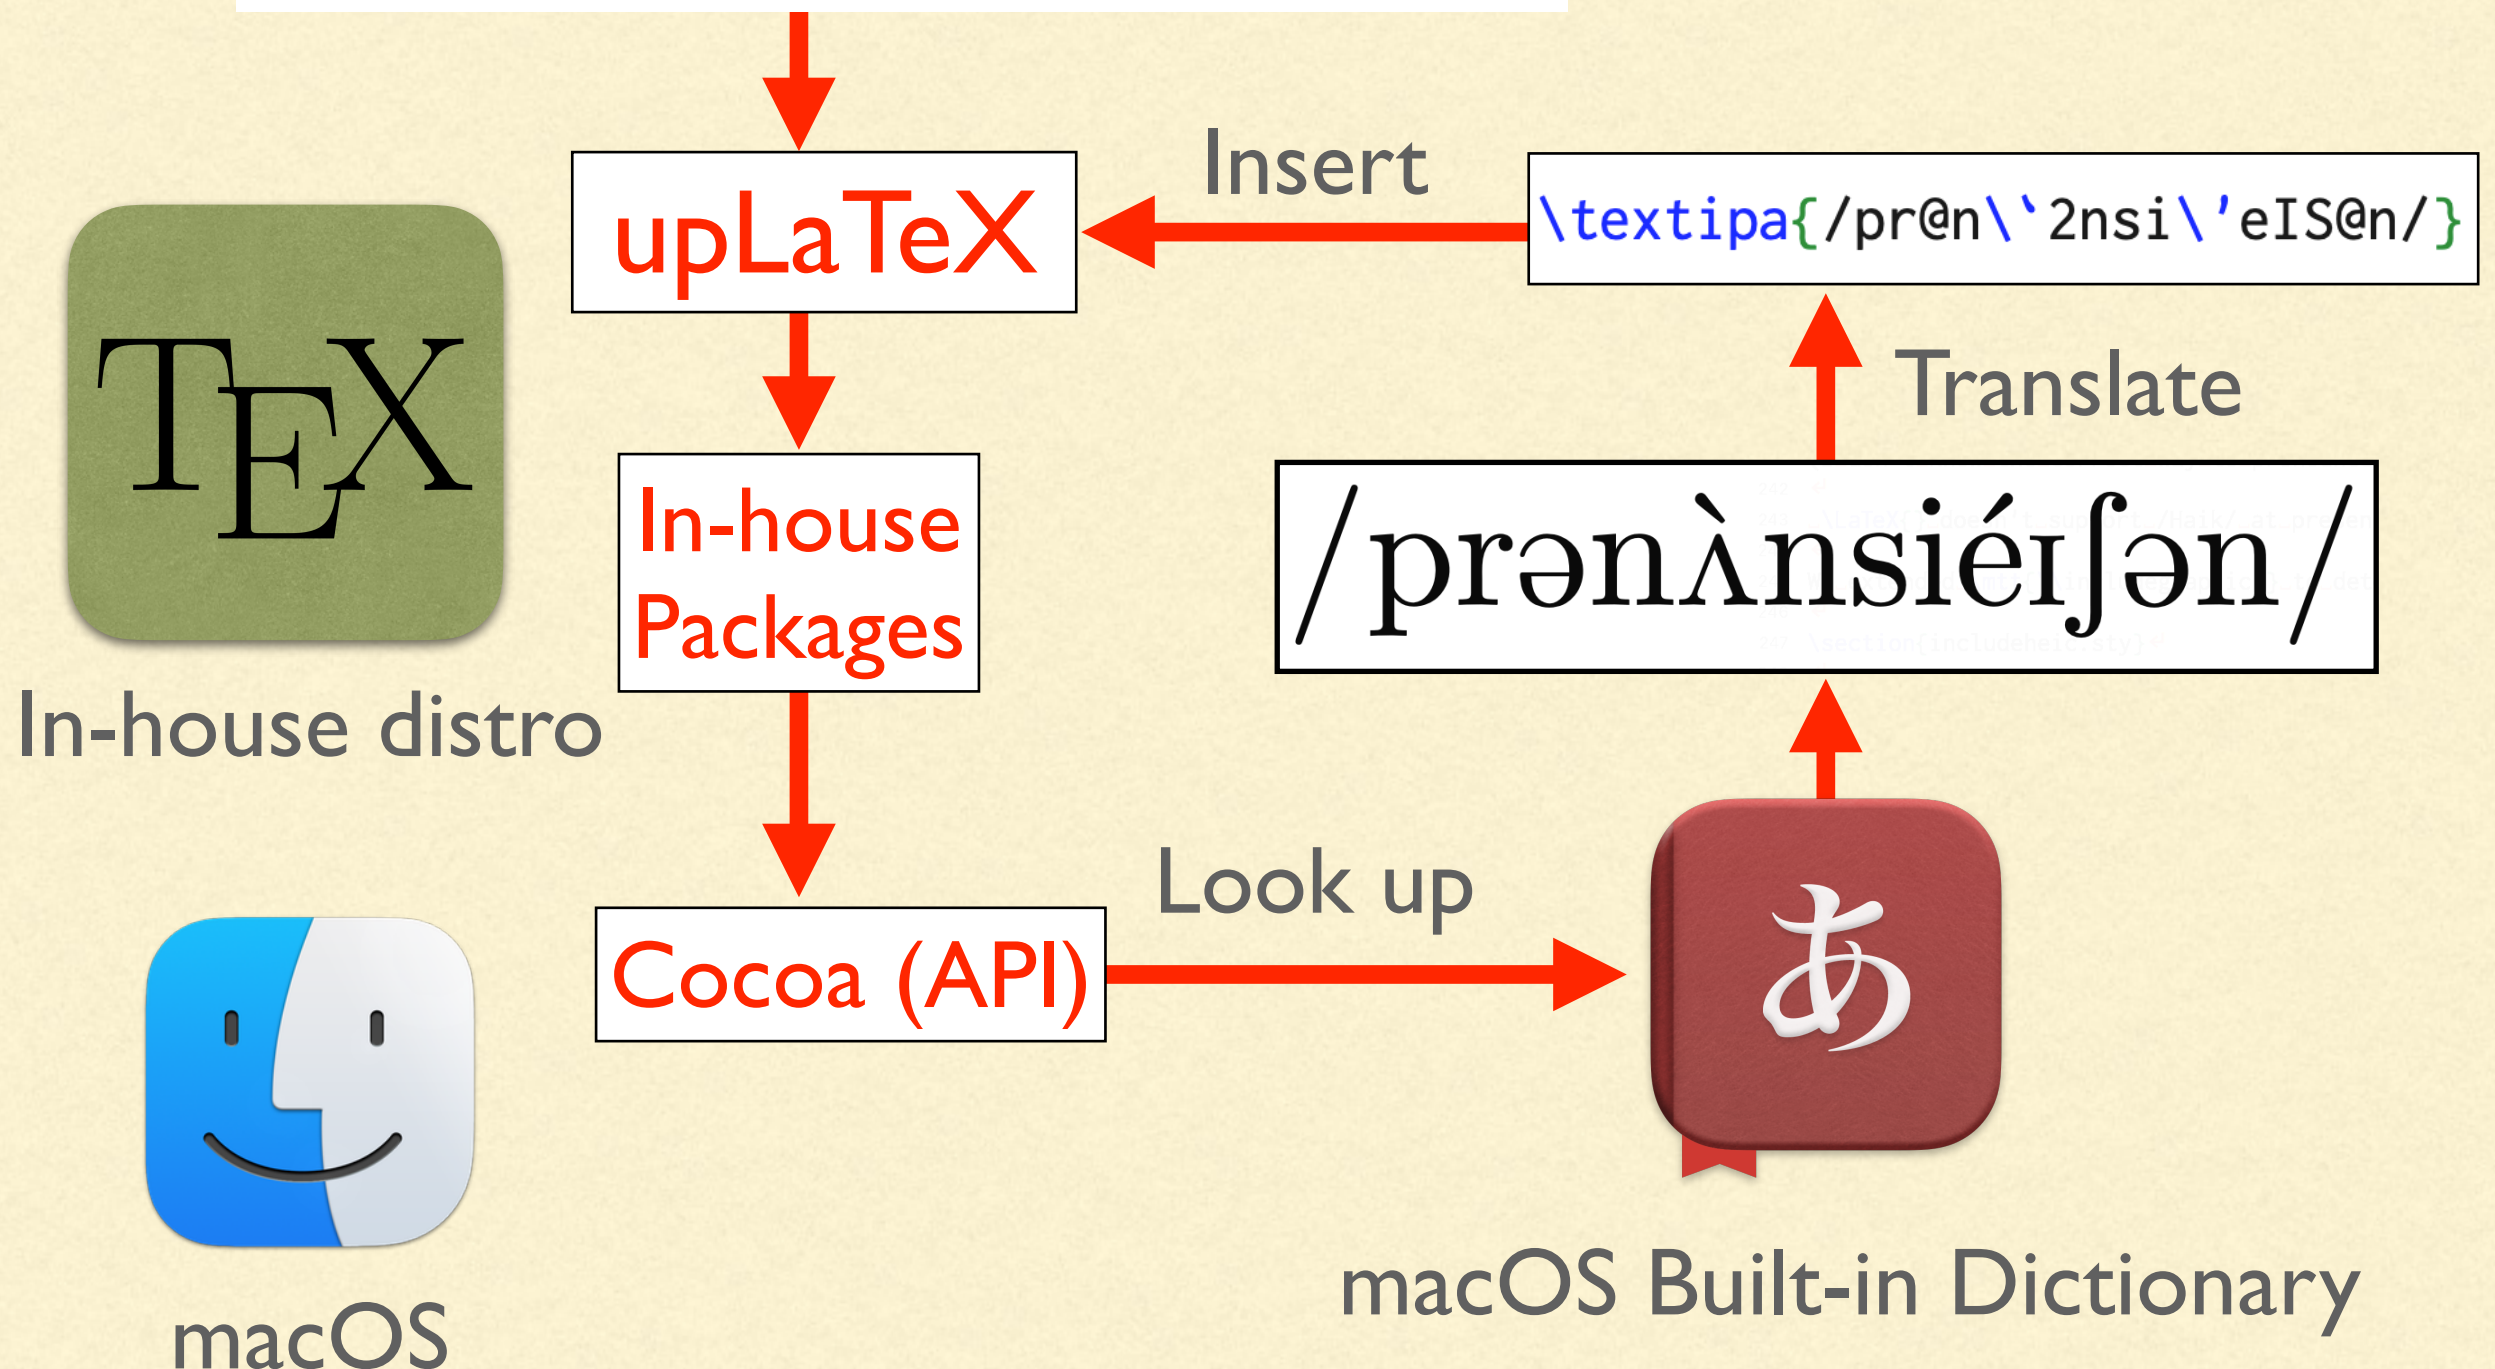 Insert
upLaTeX
\textipa{/pr@n\`2nsi\'eIS@n/}
TEX
Translate
In-house
Packages
/prənʌ̀nsiéɪʃən/
In-house distro
Look up
Cocoa (API)
あ
macOS Built-in Dictionary
macOS